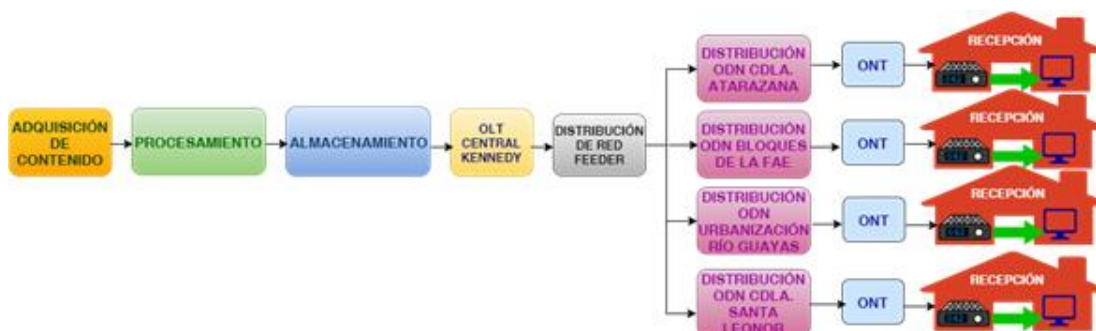 ADQUISICIÓN
DE
CONTENIDO
PROCESAMIENTO
ALMACENAMIENTO
OLT
CENTRAL
KENNEDY
DISTRIBUCIÓN
DE RED
FEEDER
DISTRIBUCIÓN
ODN CDLA.
ATARAZANA
ONT
RECEPCIÓN
DISTRIBUCIÓN
ODN BLOQUES
DE LA FAE
ONT
RECEPCIÓN
DISTRIBUCIÓN
ODN
URBANIZACIÓN
RÍO GUAYAS
ONT
RECEPCIÓN
DISTRIBUCIÓN
ODN CDLA.
SANTA
LEONOR
ONT
RECEPCIÓN